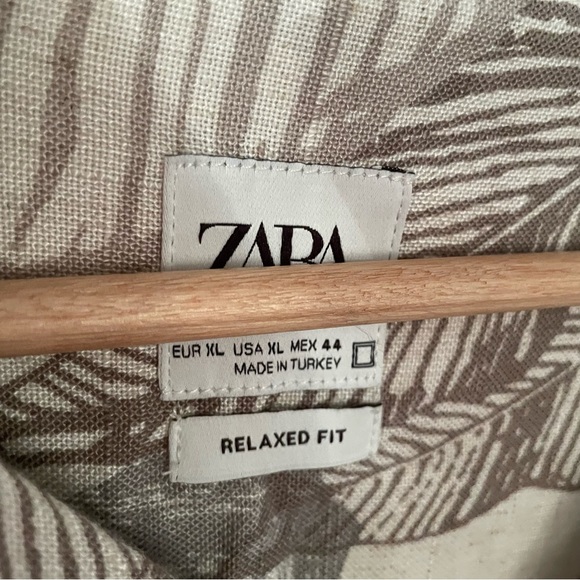 ZARA
EUR XL USA XL MEX 44
MADE IN TURKEY
RELAXED FIT